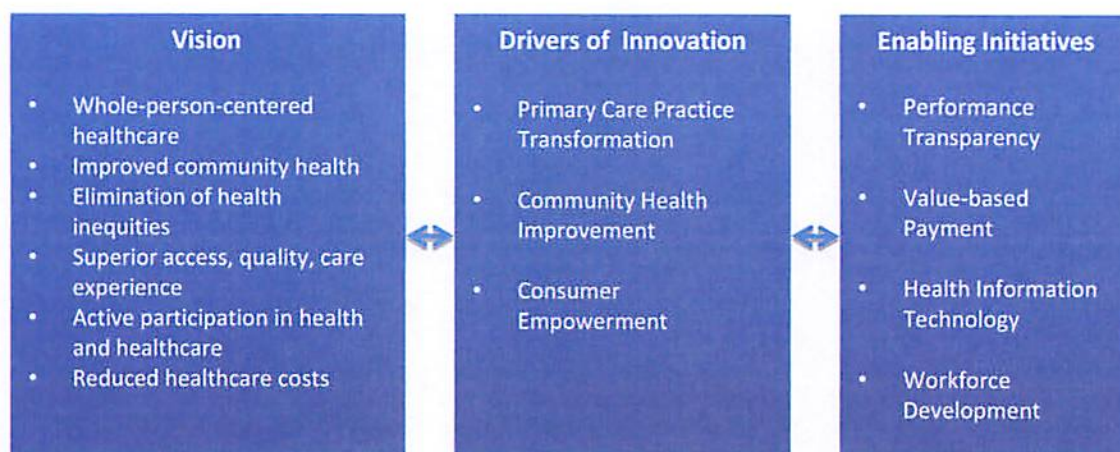 Vision
• Whole-person-centered
healthcare
• Improved community health
• Elimination of health
inequities
• Superior access, quality, care
experience
• Active participation in health
and healthcare
• Reduced healthcare costs
Drivers of Innovation
• Primary Care Practice
Transformation
• Community Health
Improvement
• Consumer
Empowerment
Enabling Initiatives
• Performance
Transparency
• Value-based
Payment
• Health Information
Technology
• Workforce
Development